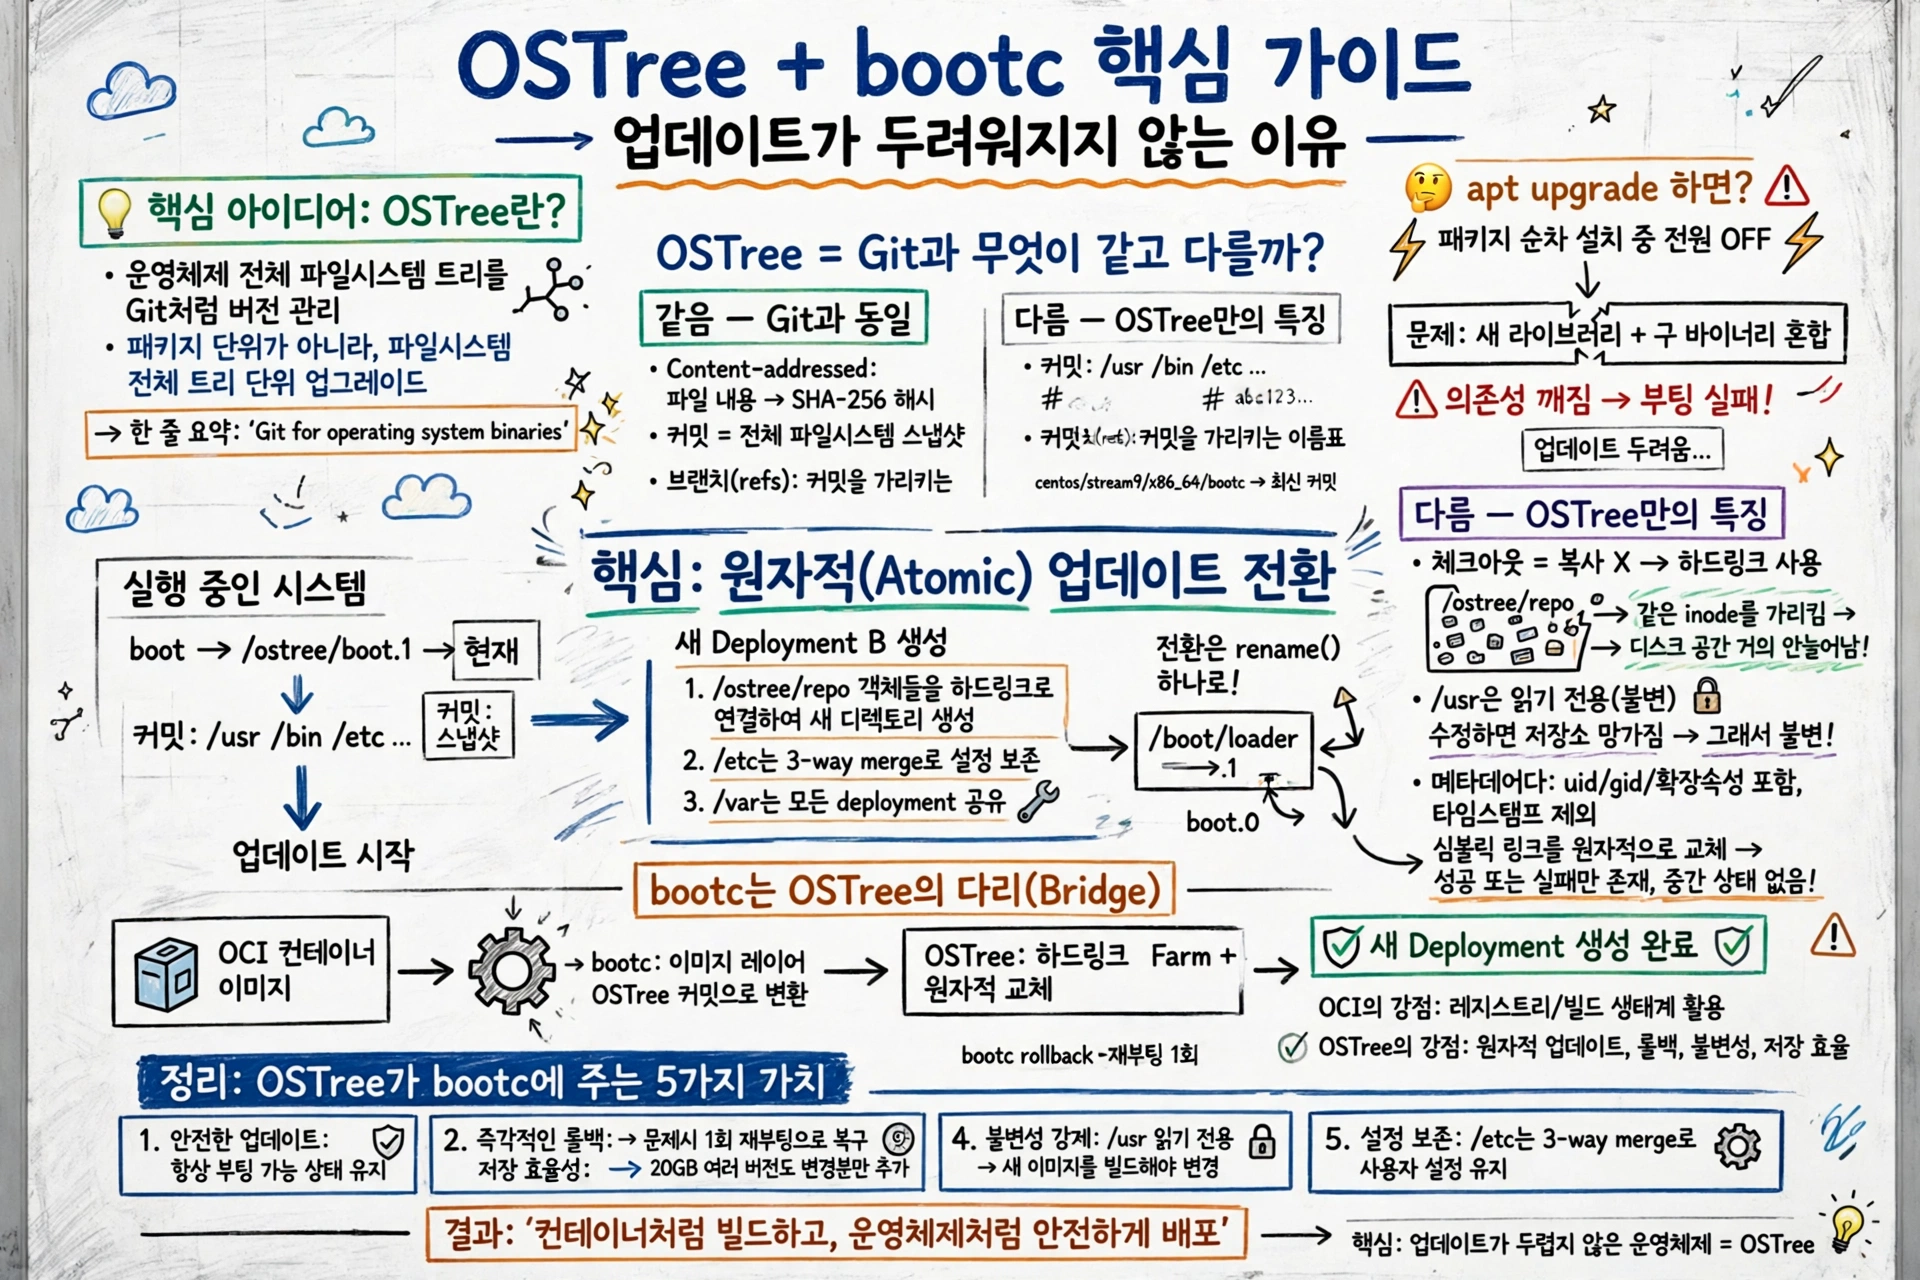 OSTree + bootc 핵심 가이드
업데이트가 두려워지지 않는 이유
💡 핵심 아이디어: OSTree란?
• 운영체제 전체 파일시스템 트리를
Git처럼 버전 관리
• 패키지 단위가 아니라, 파일시스템
전체 트리 단위 업그레이드
→ 한 줄 요약: ‘Git for operating system binaries’
OSTree = Git과 무엇이 같고 다를까?
같음 — Git과 동일
• Content-addressed:
파일 내용 → SHA-256 해시
• 커밋 = 전체 파일시스템 스냅샷
• 브랜치(refs): 커밋을 가리키는
다름 — OSTree만의 특징
• 커밋: /usr /bin /etc ...
# # abc123...
• 커밋을 가리키는 이름표
centos/stream9/x86_64/bootc → 최신 커밋
🤔 apt upgrade 하면? ⚠
⚡ 패키지 순차 설치 중 전원 OFF ⚡
문제: 새 라이브러리 + 구 바이너리 혼합
⚠ 의존성 깨짐 → 부팅 실패!
업데이트 두려움...
다름 — OSTree만의 특징
• 체크아웃 = 복사 X → 하드링크 사용
/ostree/repo
→ 같은 inode를 가리킴 →
→ 디스크 공간 거의 안늘어남!
• /usr은 읽기 전용(불변) 🔒
수정하면 저장소 망가짐 → 그래서 불변!
• 메타데어다: uid/gid/확장속성 포함,
타임스탬프 제외
심볼릭 링크를 원자적으로 교체 →
성공 또는 실패만 존재, 중간 상태 없음!
핵심: 원자적(Atomic) 업데이트 전환
실행 중인 시스템
boot → /ostree/boot.1 → 현재
커밋: /usr /bin /etc ...
커밋:
스냅샷
업데이트 시작
새 Deployment B 생성
1. /ostree/repo 객체들을 하드링크로
연결하여 새 디렉토리 생성
2. /etc는 3-way merge로 설정 보존
3. /var는 모든 deployment 공유
전환은 rename()
하나로!
/boot/loader
→.1
boot.0
bootc는 OSTree의 다리(Bridge)
OCI 컨테이너
이미지
→ bootc: 이미지 레이어
OSTree 커밋으로 변환
OSTree: 하드링크 Farm +
원자적 교체
새 Deployment 생성 완료
OCI의 강점: 레지스트리/빌드 생태계 활용
OSTree의 강점: 원자적 업데이트, 롤백, 불변성, 저장 효율
bootc rollback -재부팅 1회
정리: OSTree가 bootc에 주는 5가지 가치
1. 안전한 업데이트:
항상 부팅 가능 상태 유지
2. 즉각적인 롤백: → 문제시 1회 재부팅으로 복구
저장 효율성: → 20GB 여러 버전도 변경분만 추가
4. 불변성 강제: /usr 읽기 전용
→ 새 이미지를 빌드해야 변경
5. 설정 보존: /etc는 3-way merge로
사용자 설정 유지
결과: ‘컨테이너처럼 빌드하고, 운영체제처럼 안전하게 배포’
핵심: 업데이트가 두렵지 않은 운영체제 = OSTree